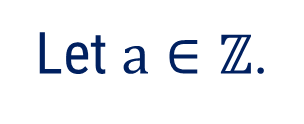 Let a ∈ ℤ.